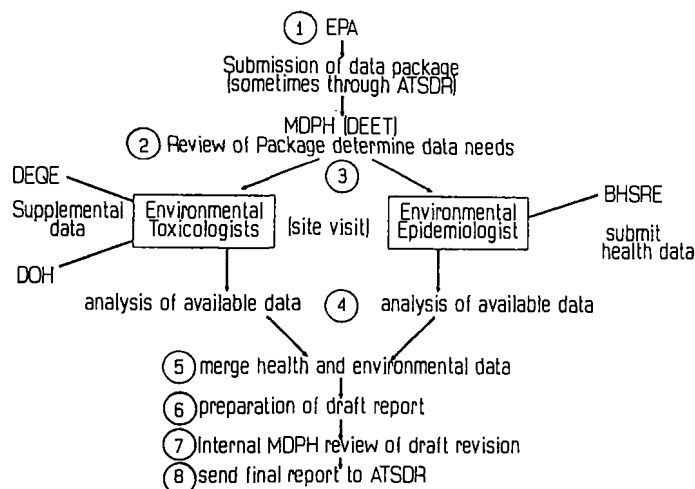 1 EPA
Submission of data package
(sometimes through ATSDR)
MDPH (DEET)
2 Review of Package determine data needs
3
DEQE
Supplemental
data
DOH
Environmental
Toxicologists
(site visit)
Environmental
Epidemiologist
BHSRE
submit
health data
analysis of available data
4
analysis of available data
5 merge health and environmental data
6 preparation of draft report
7 Internal MDPH review of draft revision
8 send final report to ATSDR